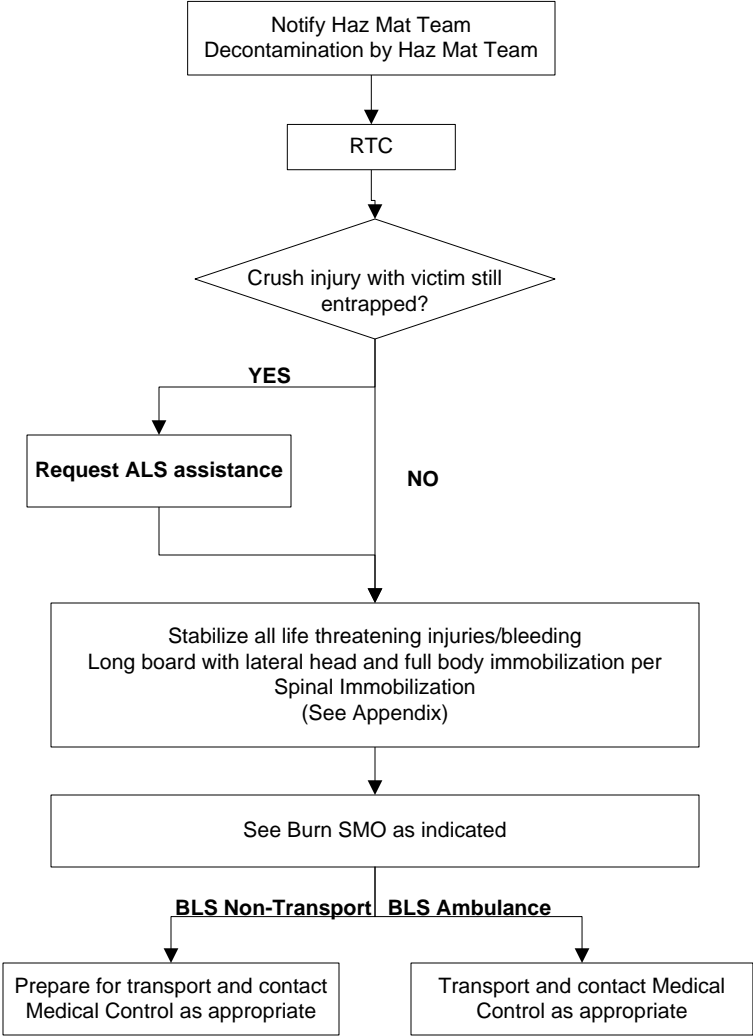 Notify Haz Mat Team
Decontamination by Haz Mat Team
RTC
Crush injury with victim still
entrapped?
YES
Request ALS assistance
NO
Stabilize all life threatening injuries/bleeding
Long board with lateral head and full body immobilization per
Spinal Immobilization
(See Appendix)
See Burn SMO as indicated
BLS Non-Transport
BLS Ambulance
Prepare for transport and contact
Medical Control as appropriate
Transport and contact Medical
Control as appropriate